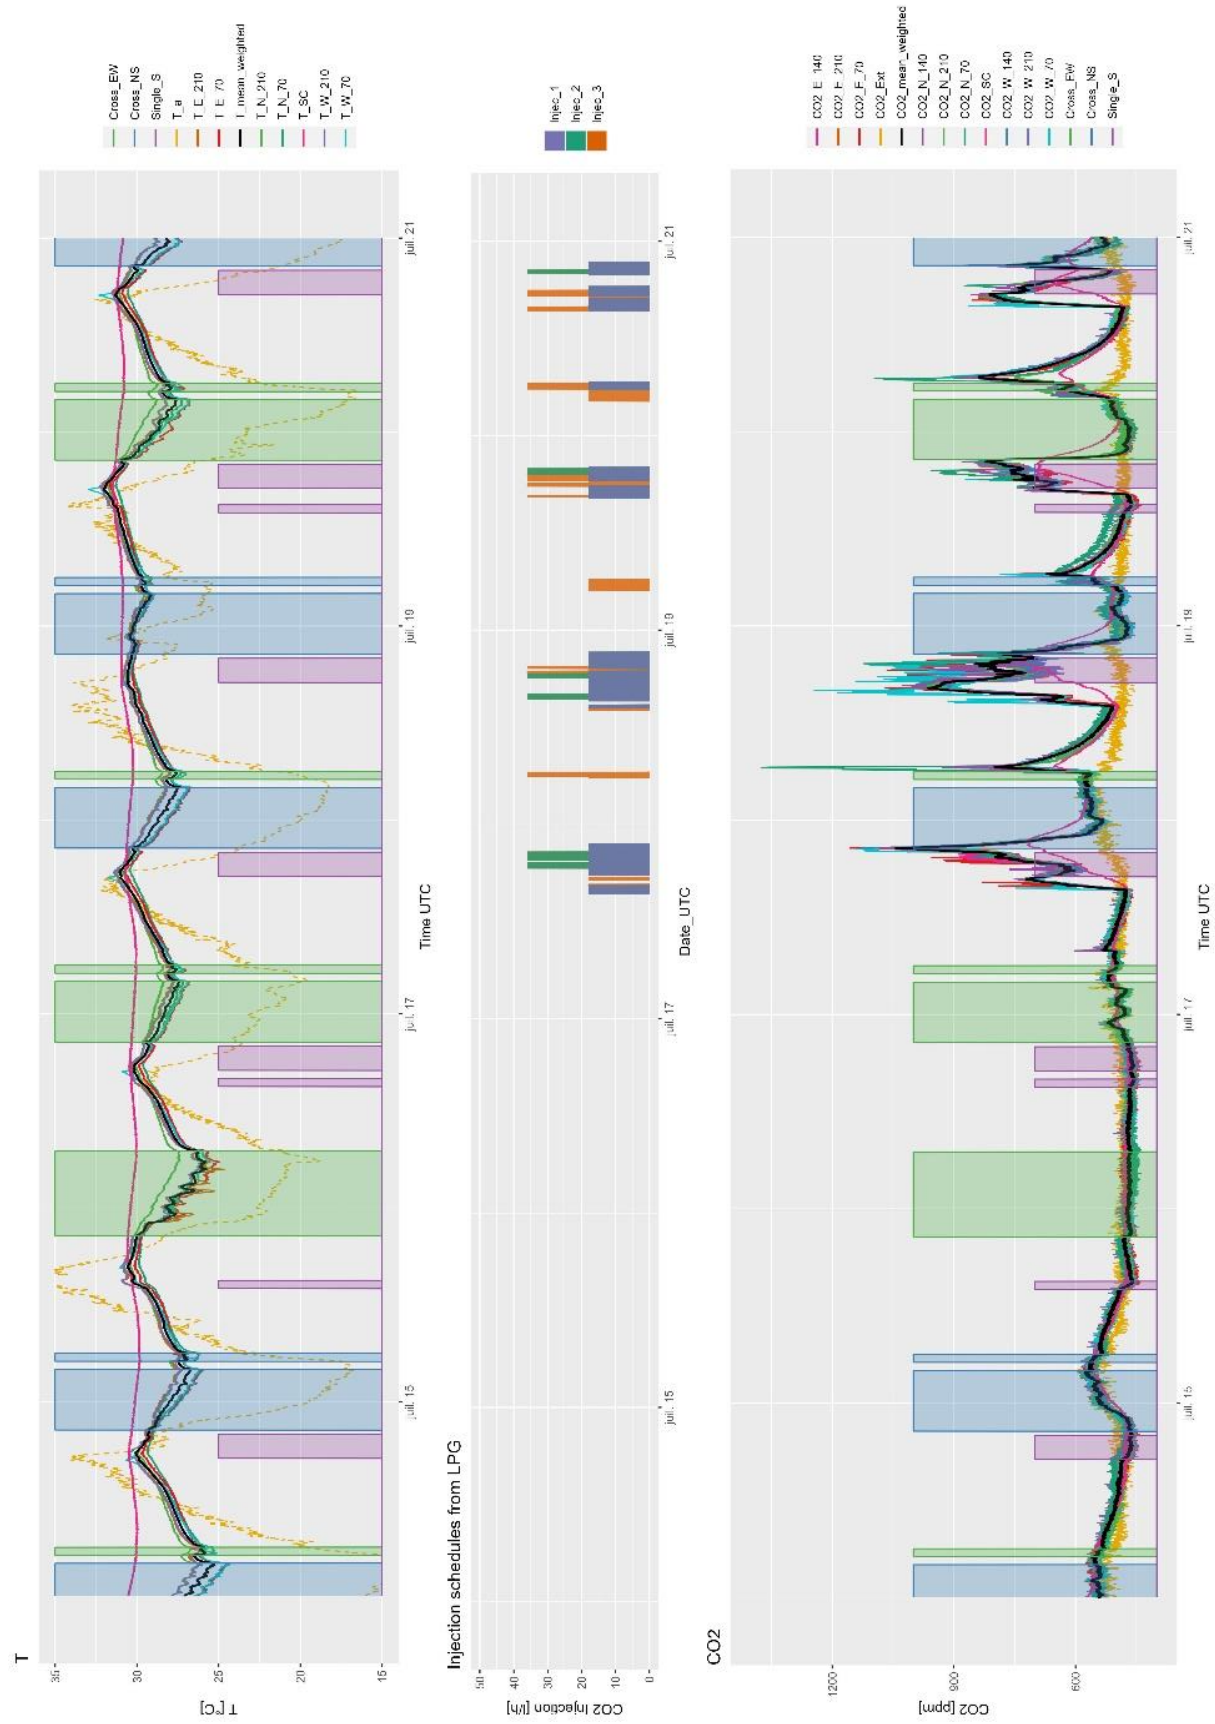 T
35
30
25
20
15
T [°C]
juil. 15
juil. 17
juil. 19
juil. 21
Time UTC
Cross_EW
Cross_NS
Single_S
T_a
T_E_210
T_E_70
T_mean_weighted
T_N_210
T_N_70
T_SC
T_W_210
T_W_70
Injection schedules from LPG
50
40
30
20
10
0
CO2 Injection [l/h]
juil. 15
juil. 17
juil. 19
juil. 21
Date_UTC
Injec_1
Injec_2
Injec_3
CO2
1200
900
600
CO2 [ppm]
juil. 15
juil. 17
juil. 19
juil. 21
Time UTC
CO2_E_140
CO2_E_210
CO2_E_70
CO2_Ext
CO2_mean_weighted
CO2_N_140
CO2_N_210
CO2_N_70
CO2_SC
CO2_W_140
CO2_W_210
CO2_W_70
Cross_EW
Cross_NS
Single_S